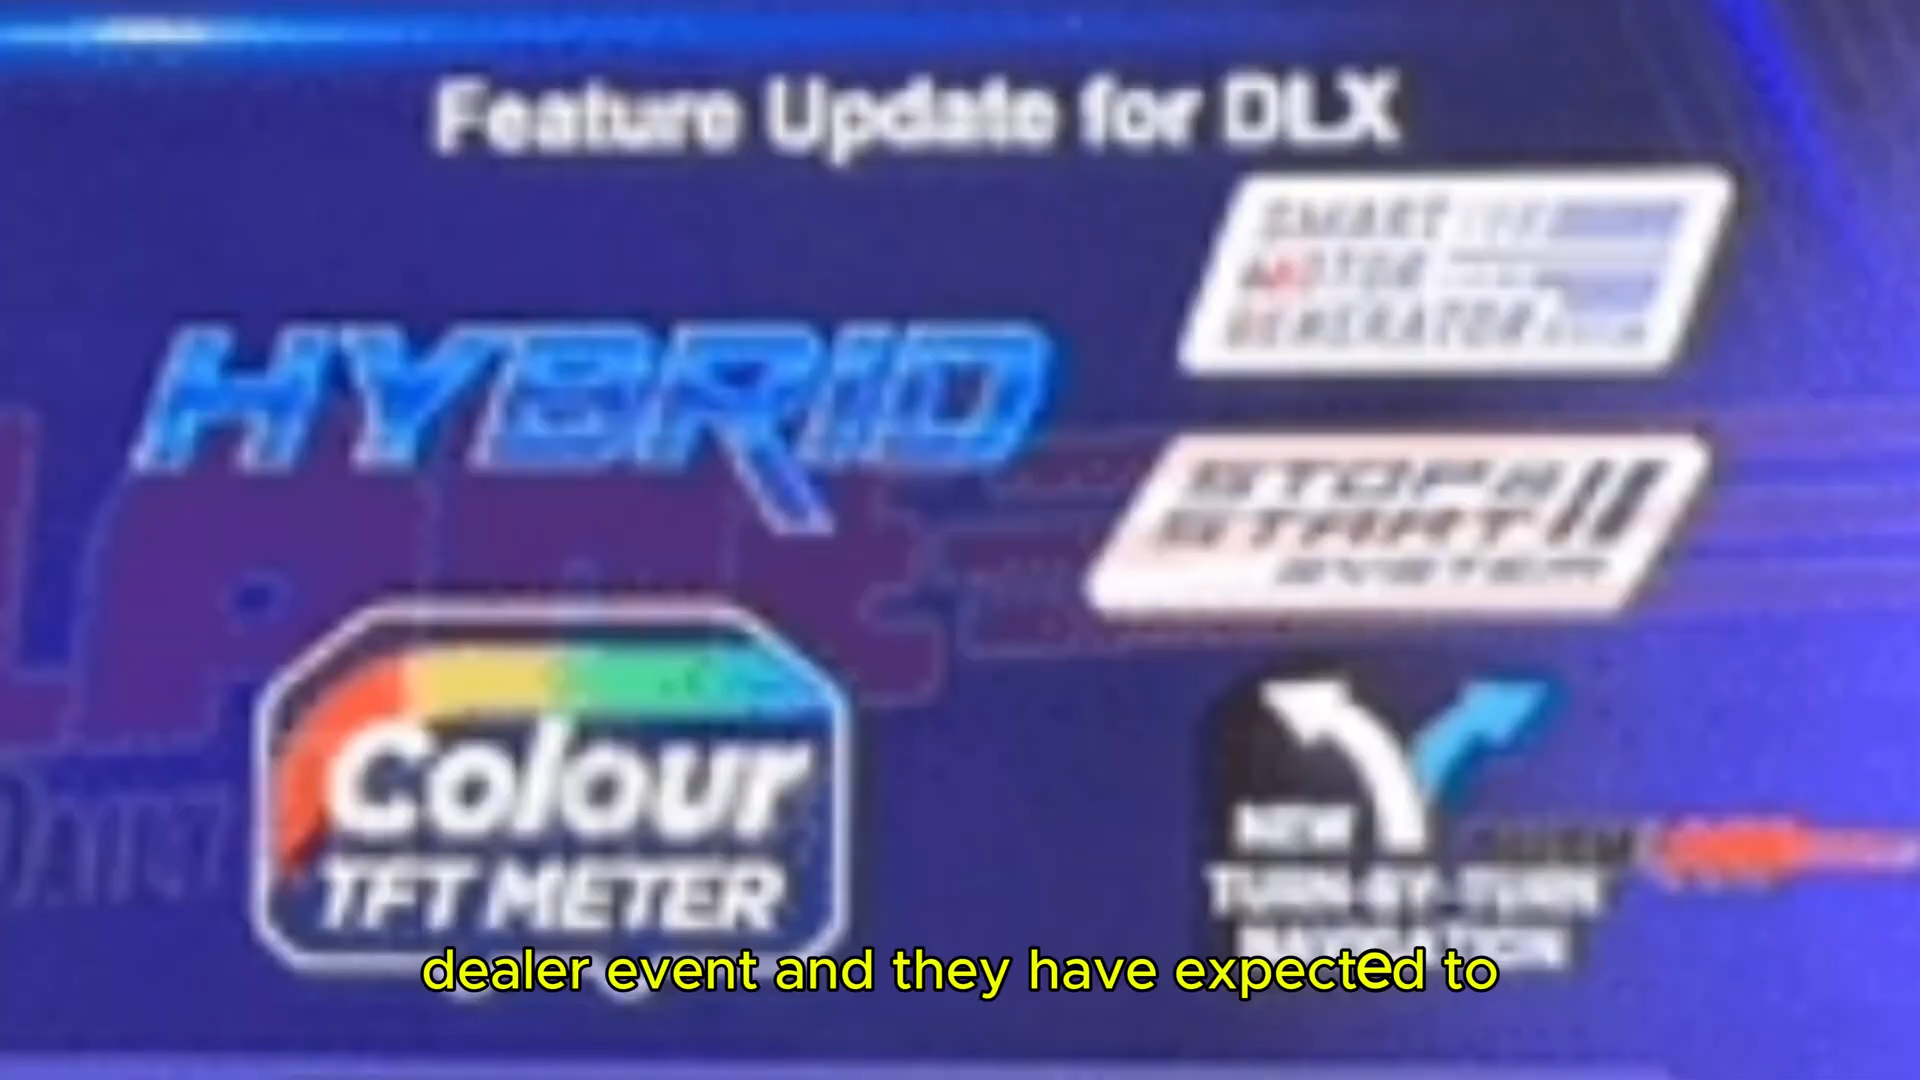 Feature Update for DLX
SMART
MOTOR
GENERATOR
HYBRID
STOP &
START
SYSTEM
Colour
TFT METER
NEW
TURN-BY-TURN
NAVIGATION
dealer event and they have expected to